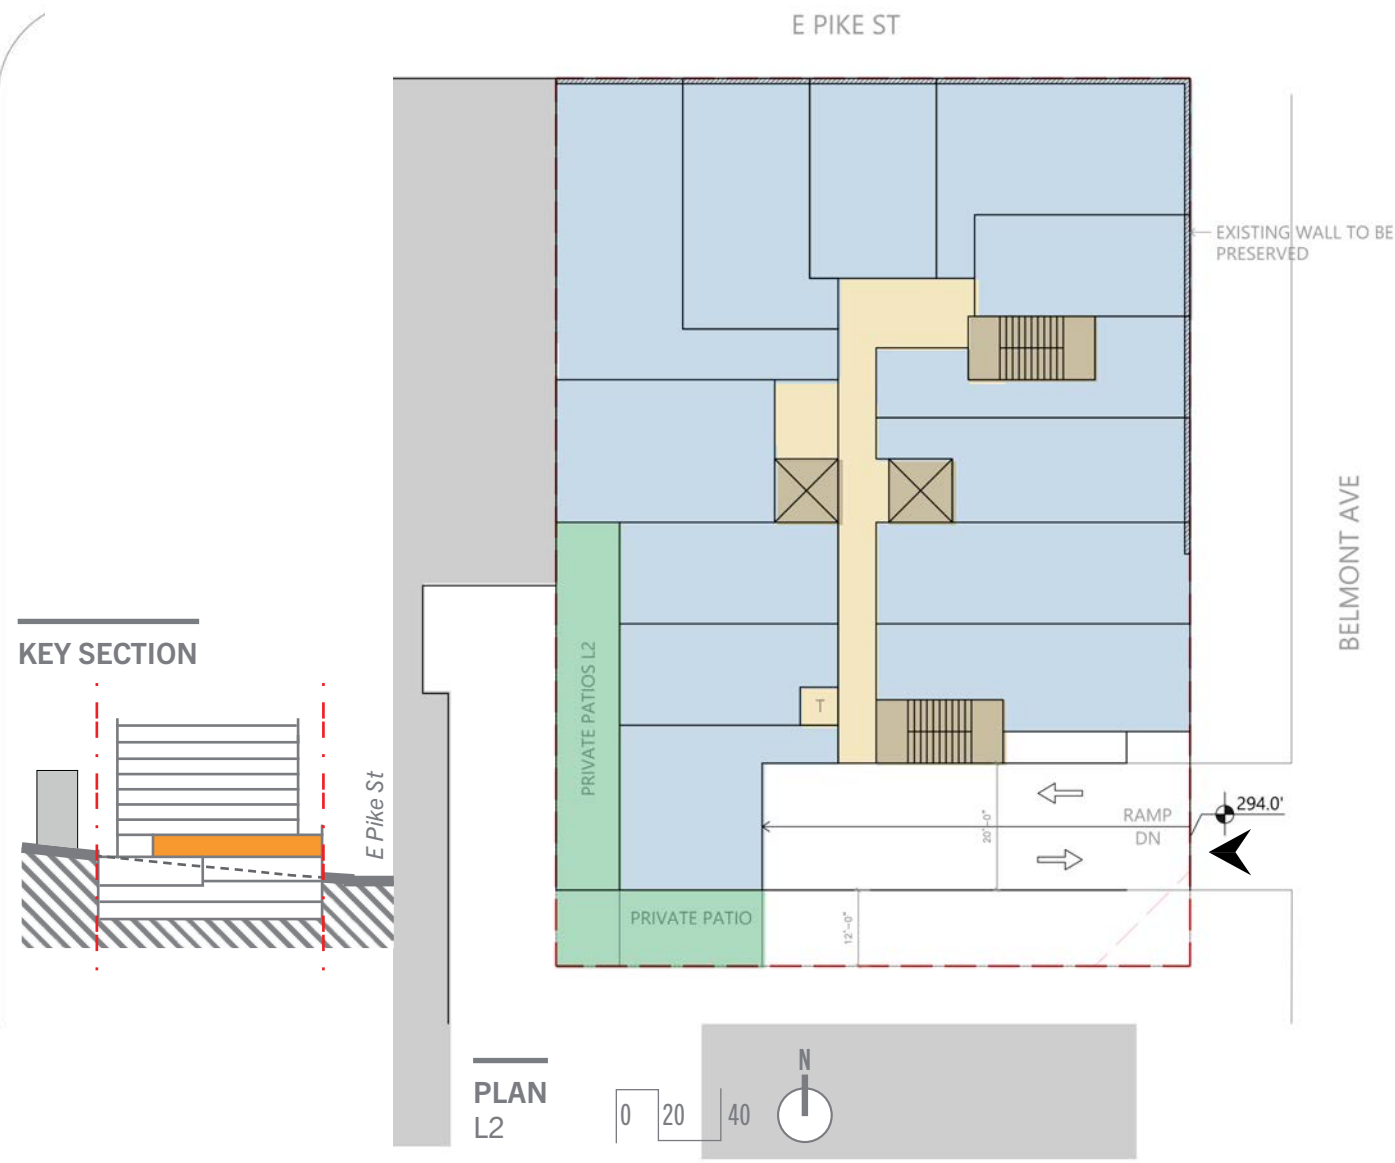 E PIKE ST
EXISTING WALL TO BE
PRESERVED
BELMONT AVE
KEY SECTION
E Pike St
PRIVATE PATIOS L2
T
20'-0"
RAMP
DN
294.0'
PRIVATE PATIO
12'-0"
PLAN
L2
0 20 40
N